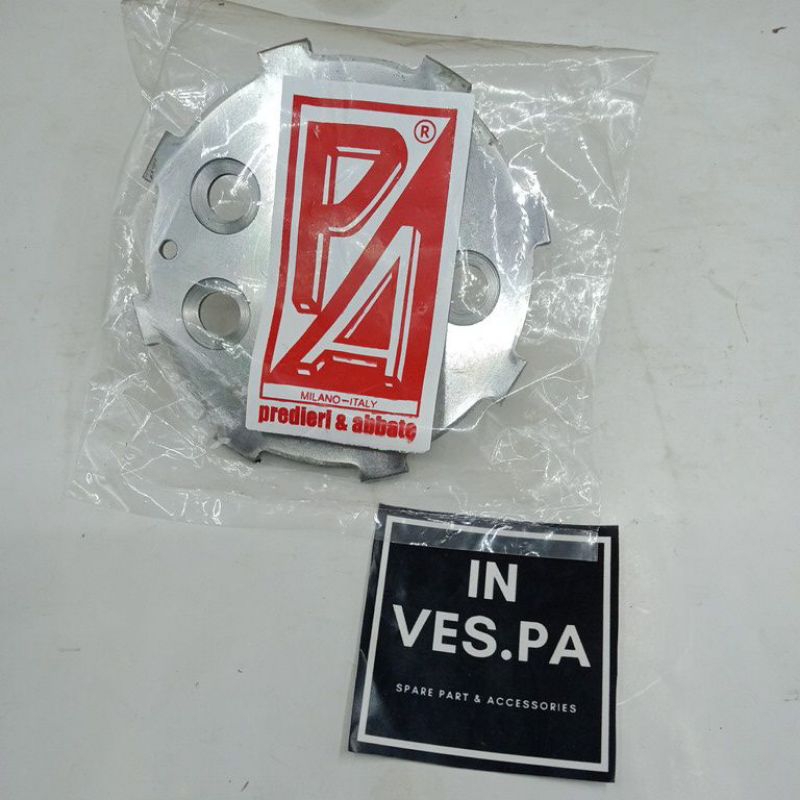 PA®
MILANO-ITALY
predieri & abbate
IN
VES.PA
SPARE PART & ACCESSORIES